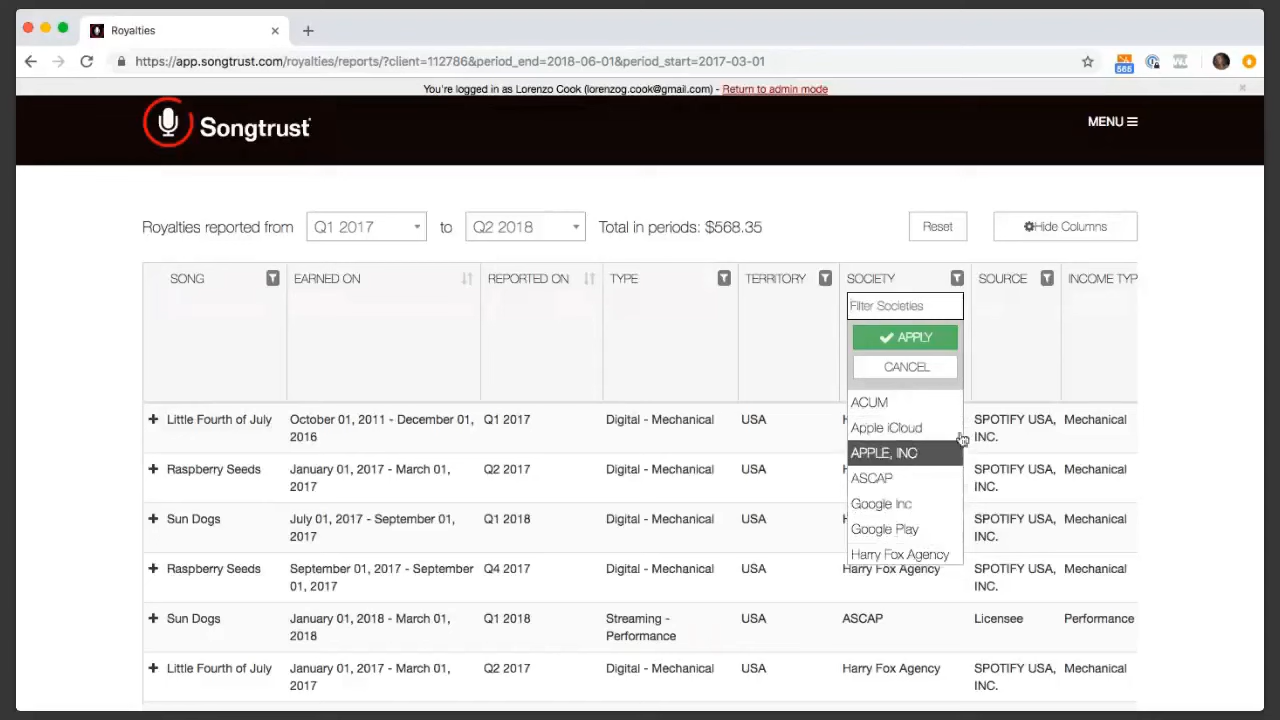 Royalties
https://app.songtrust.com/royalties/reports/?client=112786&period_end=2018-06-01&period_start=2017-03-01
565
You're logged in as Lorenzo Cook (lorenzog.cook@gmail.com) - Return to admin mode
Songtrust
MENU
Royalties reported from Q1 2017 to Q2 2018 Total in periods: $568.35 Reset Hide Columns
SONG EARNED ON REPORTED ON TYPE TERRITORY SOCIETY SOURCE INCOME TYP
Filter Societies
APPLY
CANCEL
ACUM
Apple iCloud
APPLE, INC
ASCAP
Google Inc
Google Play
Harry Fox Agency
Little Fourth of July October 01, 2011 - December 01, Q1 2017 Digital - Mechanical USA H SPOTIFY USA, Mechanical
2016 INC.
Raspberry Seeds January 01, 2017 - March 01, Q2 2017 Digital - Mechanical USA H SPOTIFY USA, Mechanical
2017 INC.
Sun Dogs July 01, 2017 - September 01, Q1 2018 Digital - Mechanical USA H SPOTIFY USA, Mechanical
2017 INC.
Raspberry Seeds September 01, 2017 - September Q4 2017 Digital - Mechanical USA Harry Fox Agency SPOTIFY USA, Mechanical
01, 2017 INC.
Sun Dogs January 01, 2018 - March 01, Q1 2018 Streaming - USA ASCAP Licensee Performance
2018 Performance
Little Fourth of July January 01, 2017 - March 01, Q2 2017 Digital - Mechanical USA Harry Fox Agency SPOTIFY USA, Mechanical
2017 INC.